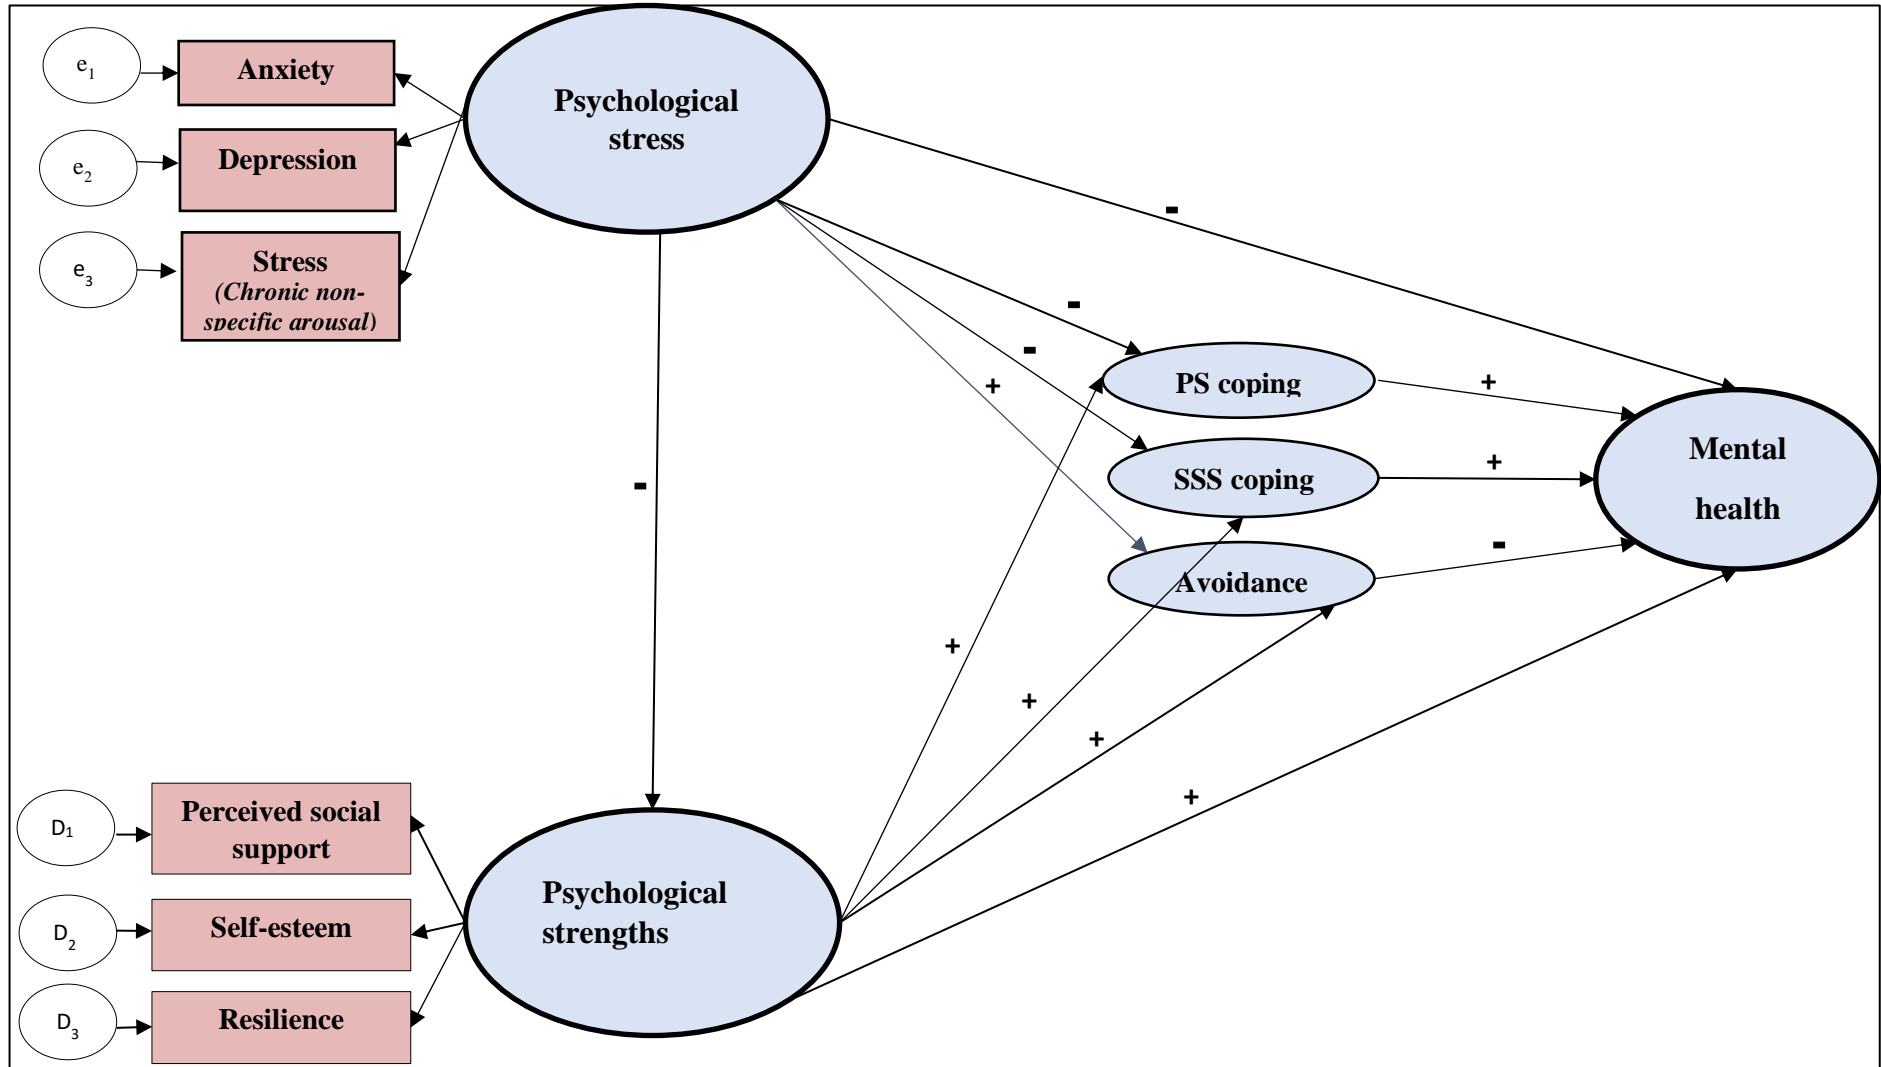 e1
Anxiety
Psychological
stress
e2
Depression
e3
Stress
(Chronic non-
specific arousal)
-
-
-
+
PS coping
+
SSS coping
+
Mental
health
-
Avoidance
-
+
+
+
+
D1
Perceived social
support
D2
Self-esteem
Psychological
strengths
D3
Resilience